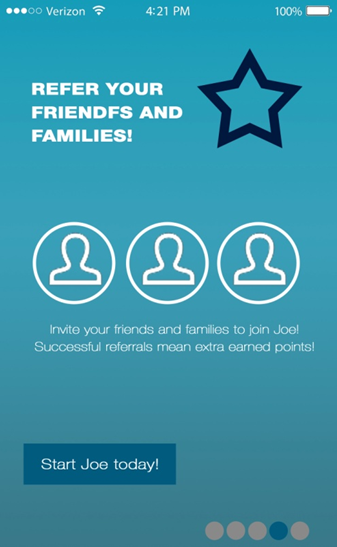 Verizon 4:21 PM 100%
REFER YOUR
FRIENDFS AND
FAMILIES!
Invite your friends and families to join Joe!
Successful referrals mean extra earned points!
Start Joe today!